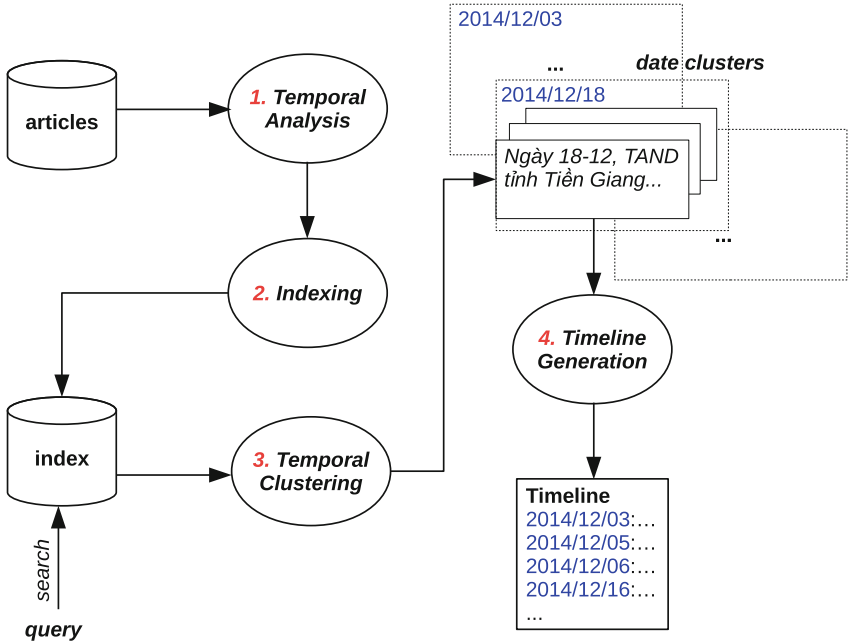 articles
1. Temporal
Analysis
2. Indexing
index
search
query
3. Temporal
Clustering
2014/12/03
...
date clusters
2014/12/18
Ngày 18-12, TAND
tỉnh Tiền Giang...
...
4. Timeline
Generation
Timeline
2014/12/03:...
2014/12/05:...
2014/12/06:...
2014/12/16:...
...